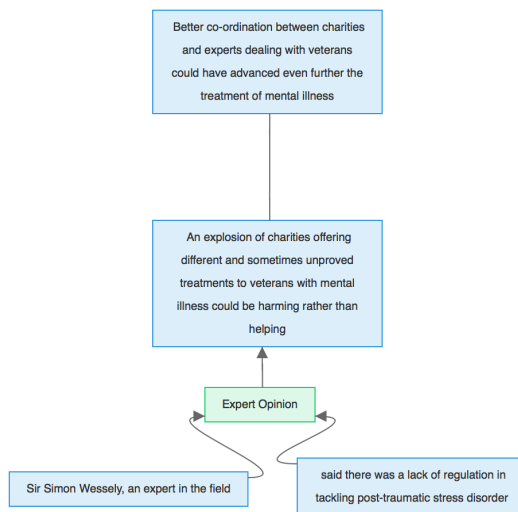 Better co-ordination between charities
and experts dealing with veterans
could have advanced even further the
treatment of mental illness
An explosion of charities offering
different and sometimes unproved
treatments to veterans with mental
illness could be harming rather than
helping
Expert Opinion
Sir Simon Wessely, an expert in the field
said there was a lack of regulation in
tackling post-traumatic stress disorder